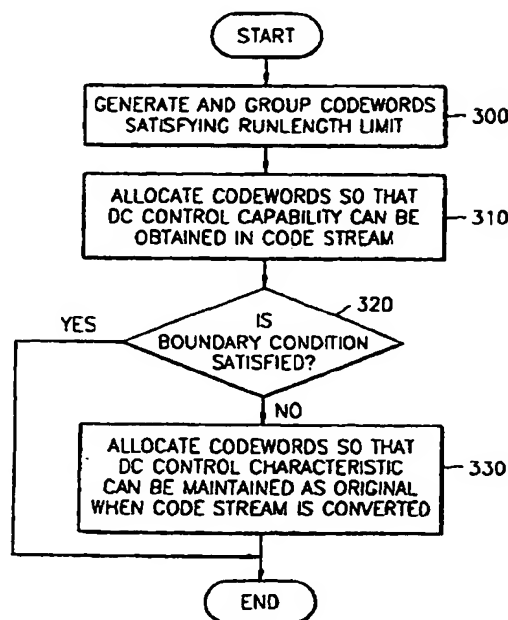 START
GENERATE AND GROUP CODEWORDS
SATISFYING RUNLENGTH LIMIT
300
ALLOCATE CODEWORDS SO THAT
DC CONTROL CAPABILITY CAN BE
OBTAINED IN CODE STREAM
310
320
YES
IS
BOUNDARY CONDITION
SATISFIED?
NO
ALLOCATE CODEWORDS SO THAT
DC CONTROL CHARACTERISTIC
CAN BE MAINTAINED AS ORIGINAL
WHEN CODE STREAM IS CONVERTED
330
END